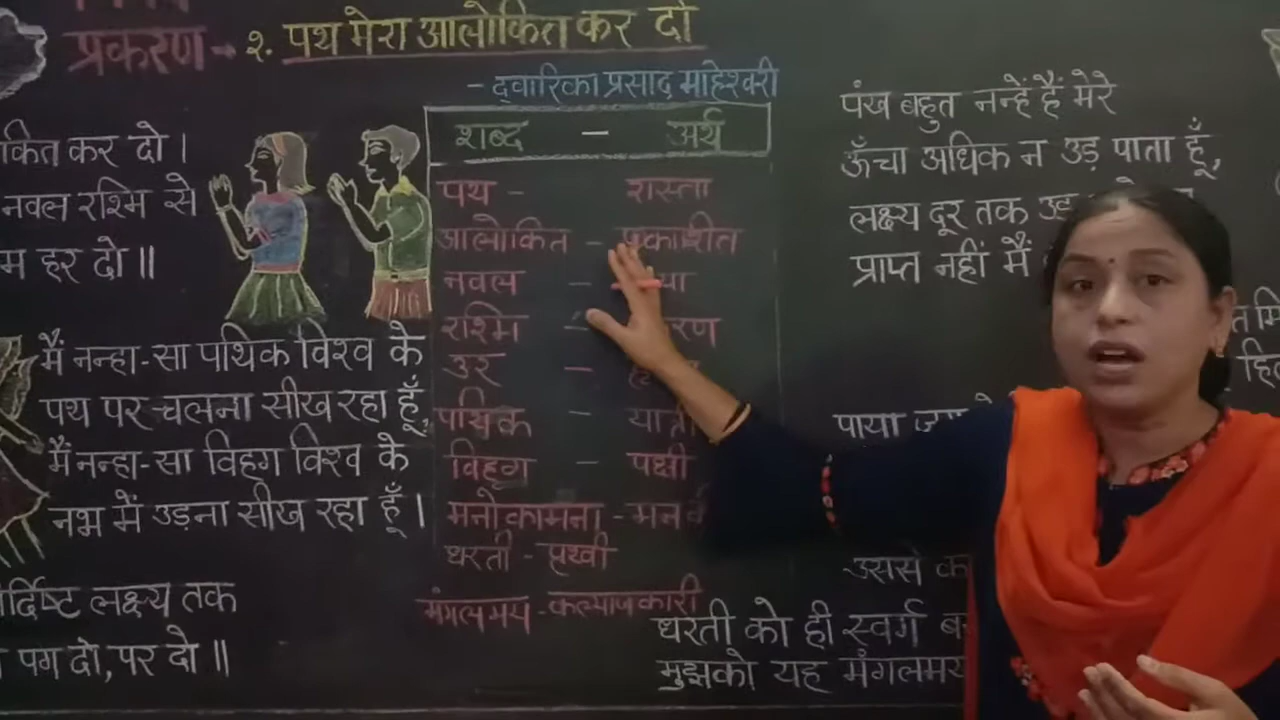 प्रकरण → २. पथ मेरा आलोकित कर दो
- द्वारिका प्रसाद माहेश्वरी
कित कर दो ।
नवल रश्मि से
म हर दो ॥
मैं नन्हा-सा पथिक विश्व के
पथ पर चलना सीख रहा हूँ,
मैं नन्हा-सा विहग विश्व के
नभ में उड़ना सीख रहा हूँ ।
र्दिष्ट लक्ष्य तक
पग दो, पर दो ॥
शब्द - अर्थ
पथ - रास्ता
आलोकित - प्रकाशीत
नवल - या
रश्मि - रण
उर -
पथिक - यात्री
विहग - पक्षी
मनोकामना - मन
धरती - पृथ्वी
मंगलमय - कल्याणकारी
पंख बहुत नन्हें हैं मेरे
ऊँचा अधिक न उड़ पाता हूँ,
लक्ष्य दूर तक उड़
प्राप्त नहीं मैं
पाया
उससे
धरती को ही स्वर्ग ब
मुझको यह मंगलमय